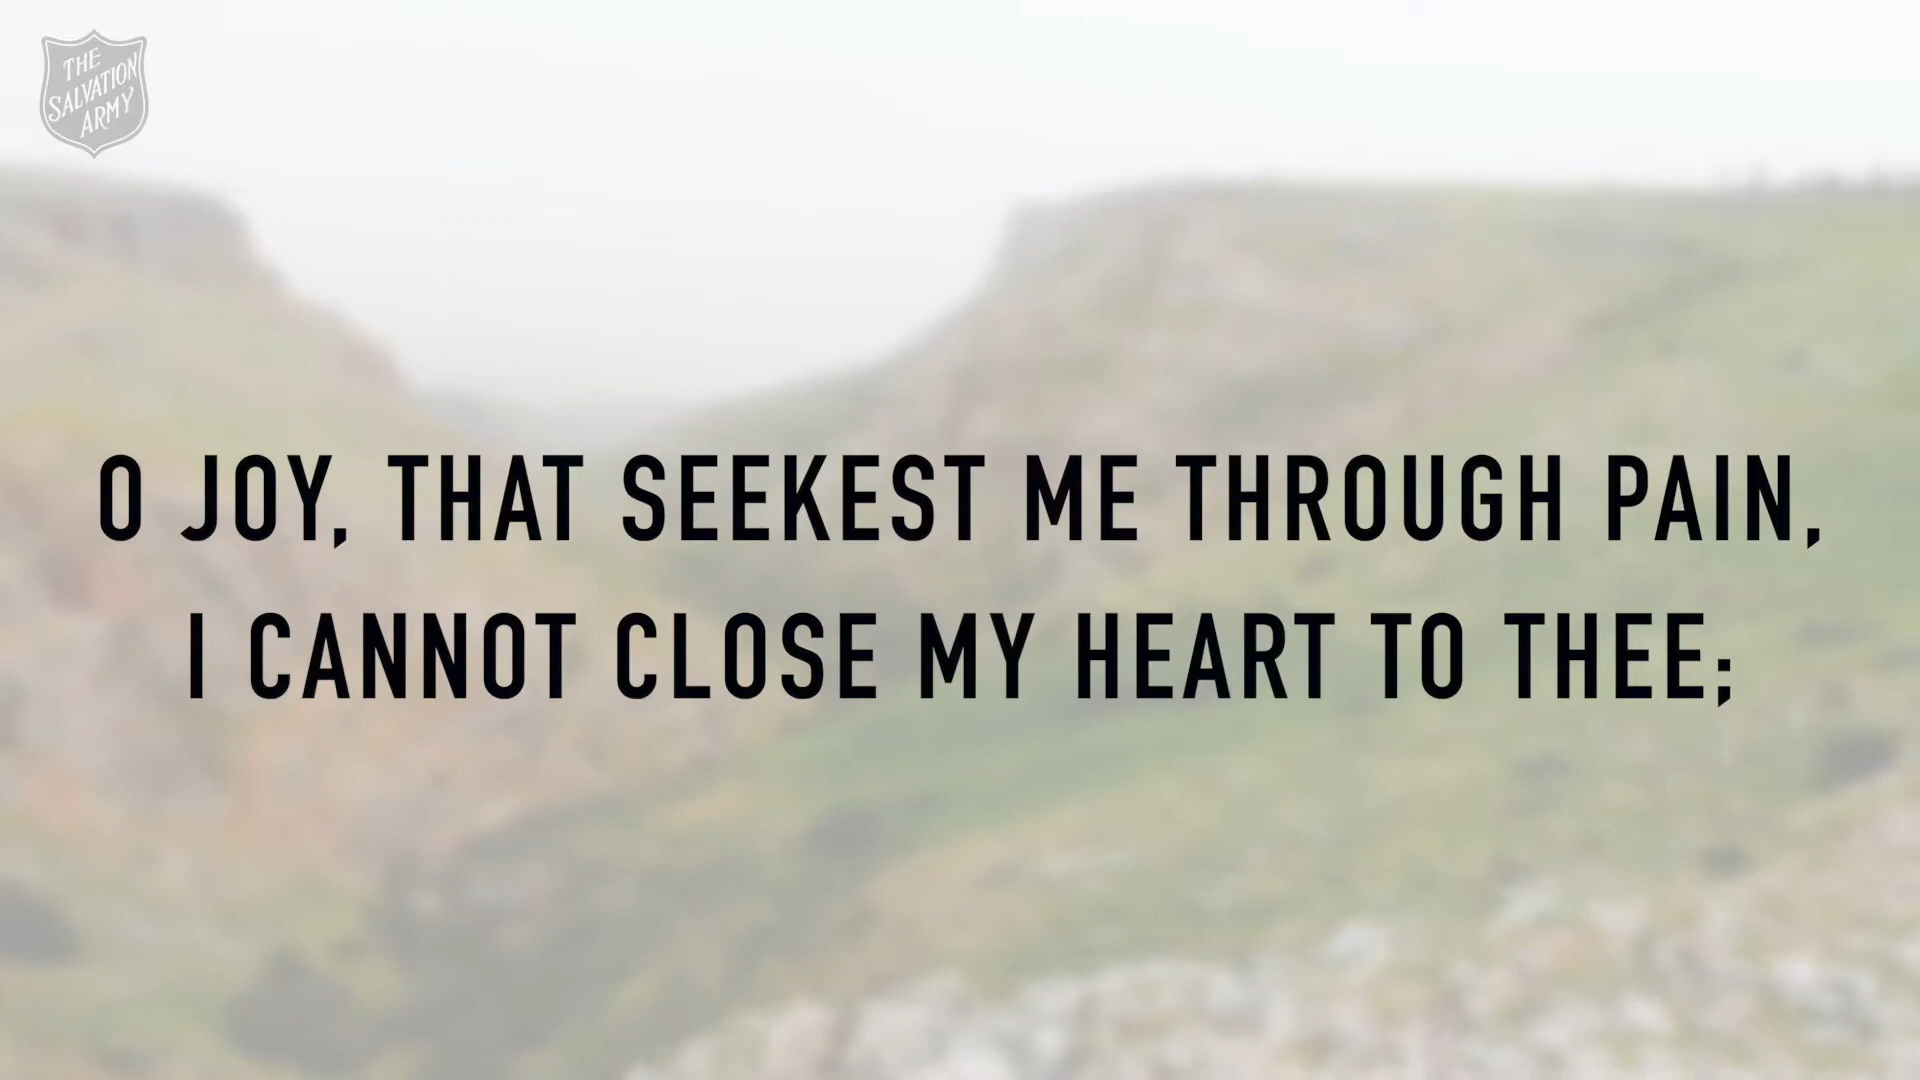 THE
SALVATION
ARMY
O JOY, THAT SEEKEST ME THROUGH PAIN,
I CANNOT CLOSE MY HEART TO THEE;